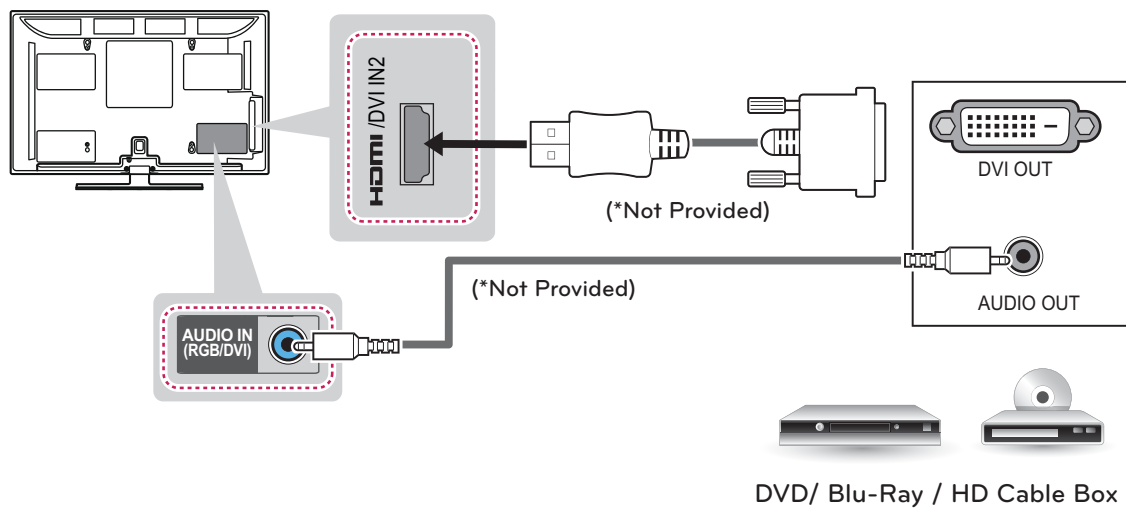 HDMI /DVI IN2
(*Not Provided)
DVI OUT
(*Not Provided)
AUDIO OUT
AUDIO IN
(RGB/DVI)
DVD/ Blu-Ray / HD Cable Box